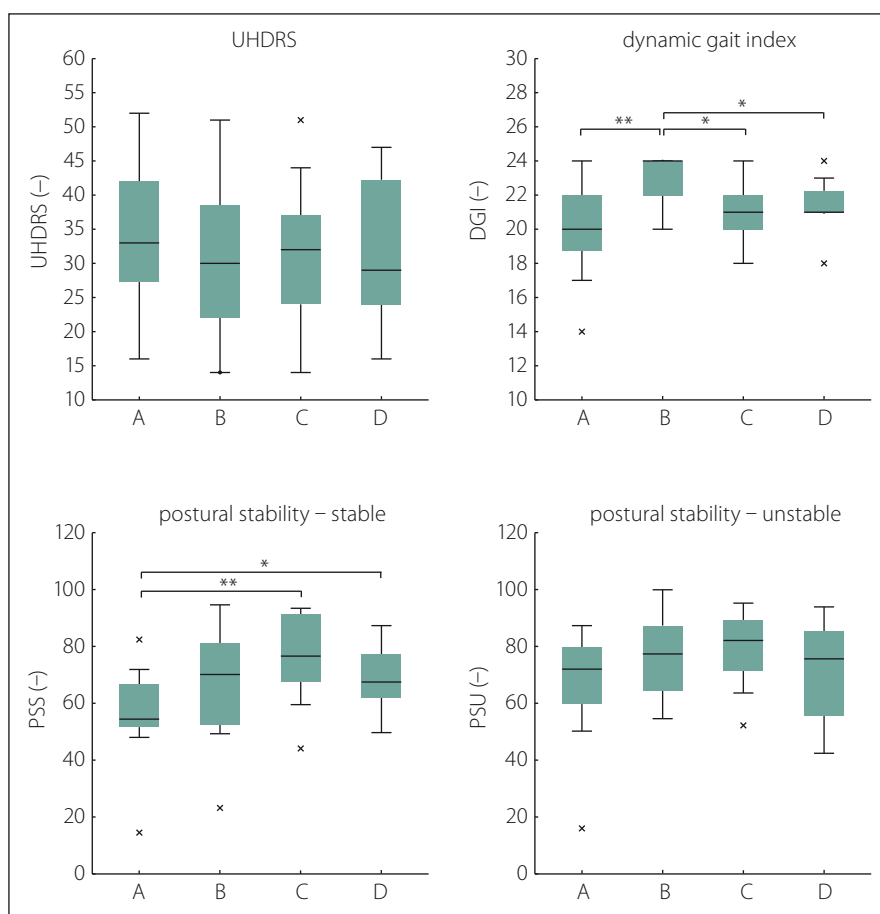 UHDRS
60
55
50
45
40
35
30
25
20
15
10
UHDRS (–)
A B C D
dynamic gait index
30
28
26
24
22
20
18
16
14
12
10
DGI (–)
** * *
A B C D
postural stability – stable
120
100
80
60
40
20
0
PSS (–)
*
**
A B C D
postural stability – unstable
120
100
80
60
40
20
0
PSU (–)
A B C D